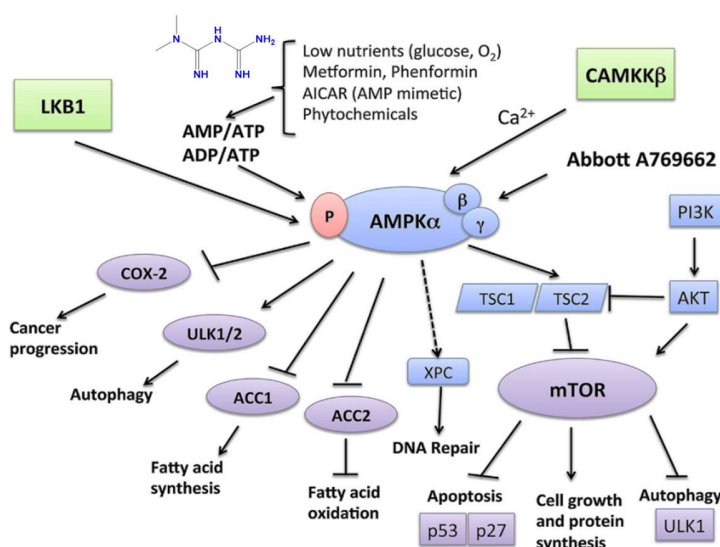 H
N
N
NH₂
NH
NH
Low nutrients (glucose, O₂)
Metformin, Phenformin
AICAR (AMP mimetic)
Phytochemicals
CAMKKβ
LKB1
AMP/ATP
ADP/ATP
Ca²⁺
Abbott A769662
P
AMPKα
β
γ
PI3K
COX-2
TSC1
TSC2
AKT
Cancer
progression
ULK1/2
Autophagy
ACC1
ACC2
XPC
mTOR
DNA Repair
Fatty acid
synthesis
Fatty acid
oxidation
Apoptosis
p53
p27
Cell growth
and protein
synthesis
Autophagy
ULK1